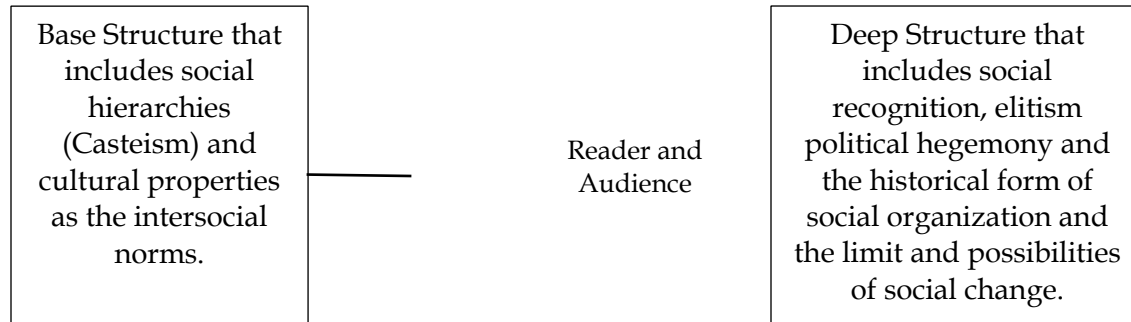 Base Structure that
includes social
hierarchies
(Casteism) and
cultural properties
as the intersocial
norms.
Reader and
Audience
Deep Structure that
includes social
recognition, elitism
political hegemony and
the historical form of
social organization and
the limit and possibilities
of social change.